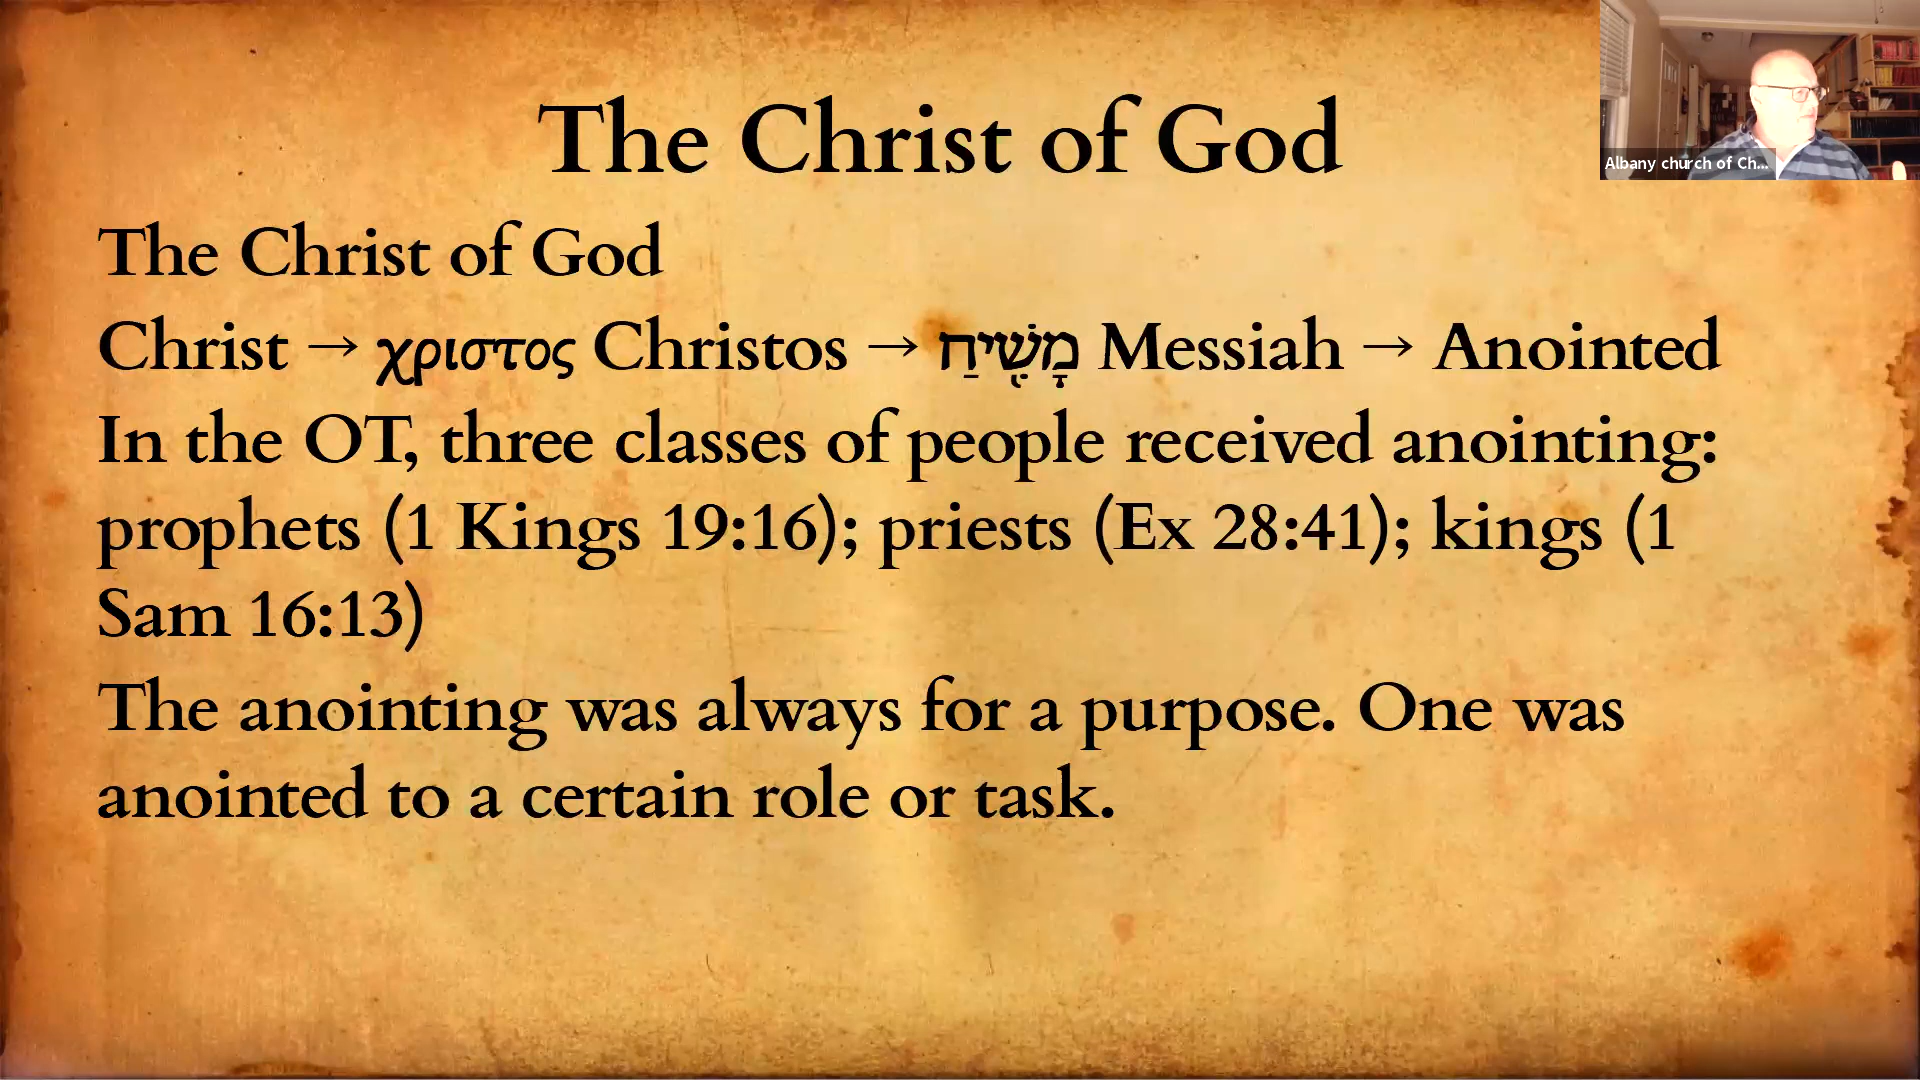 The Christ of God
Albany church of Ch...
The Christ of God
Christ → χριστος Christos → מָשִׁ֖יחַ Messiah → Anointed
In the OT, three classes of people received anointing:
prophets (1 Kings 19:16); priests (Ex 28:41); kings (1
Sam 16:13)
The anointing was always for a purpose. One was
anointed to a certain role or task.